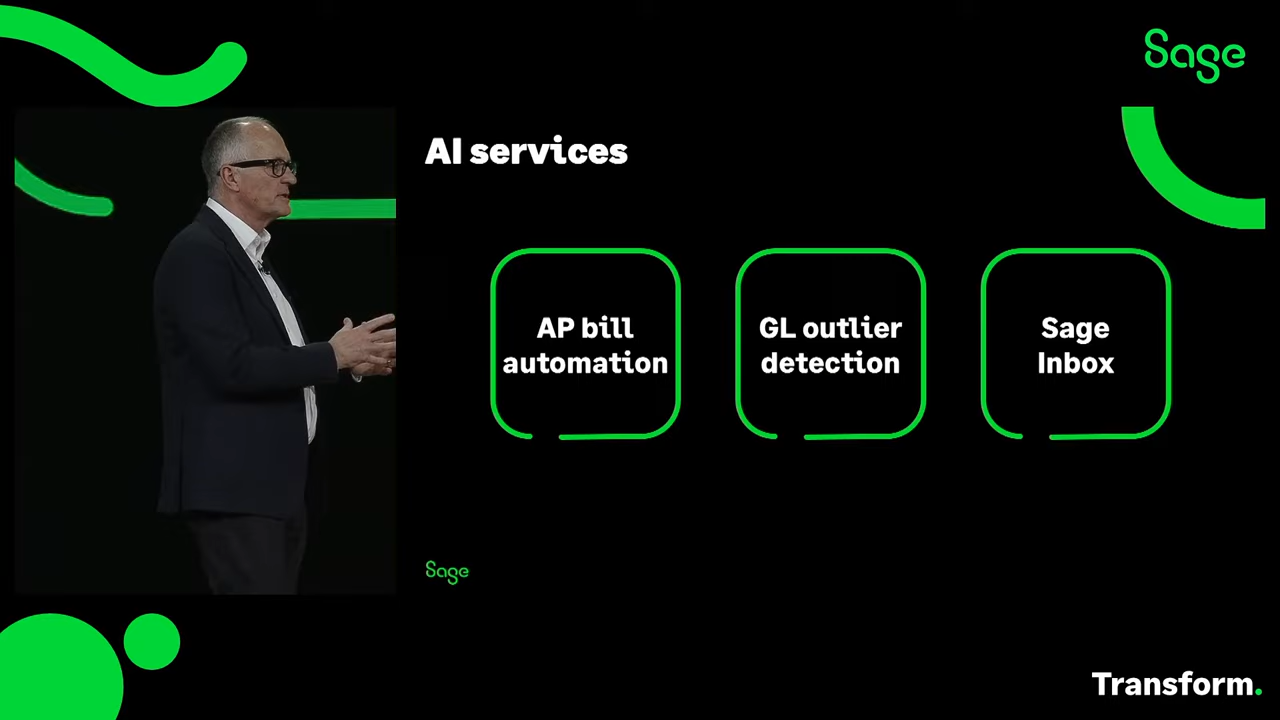 Sage
AI services
AP bill
automation
GL outlier
detection
Sage
Inbox
Sage
Transform.